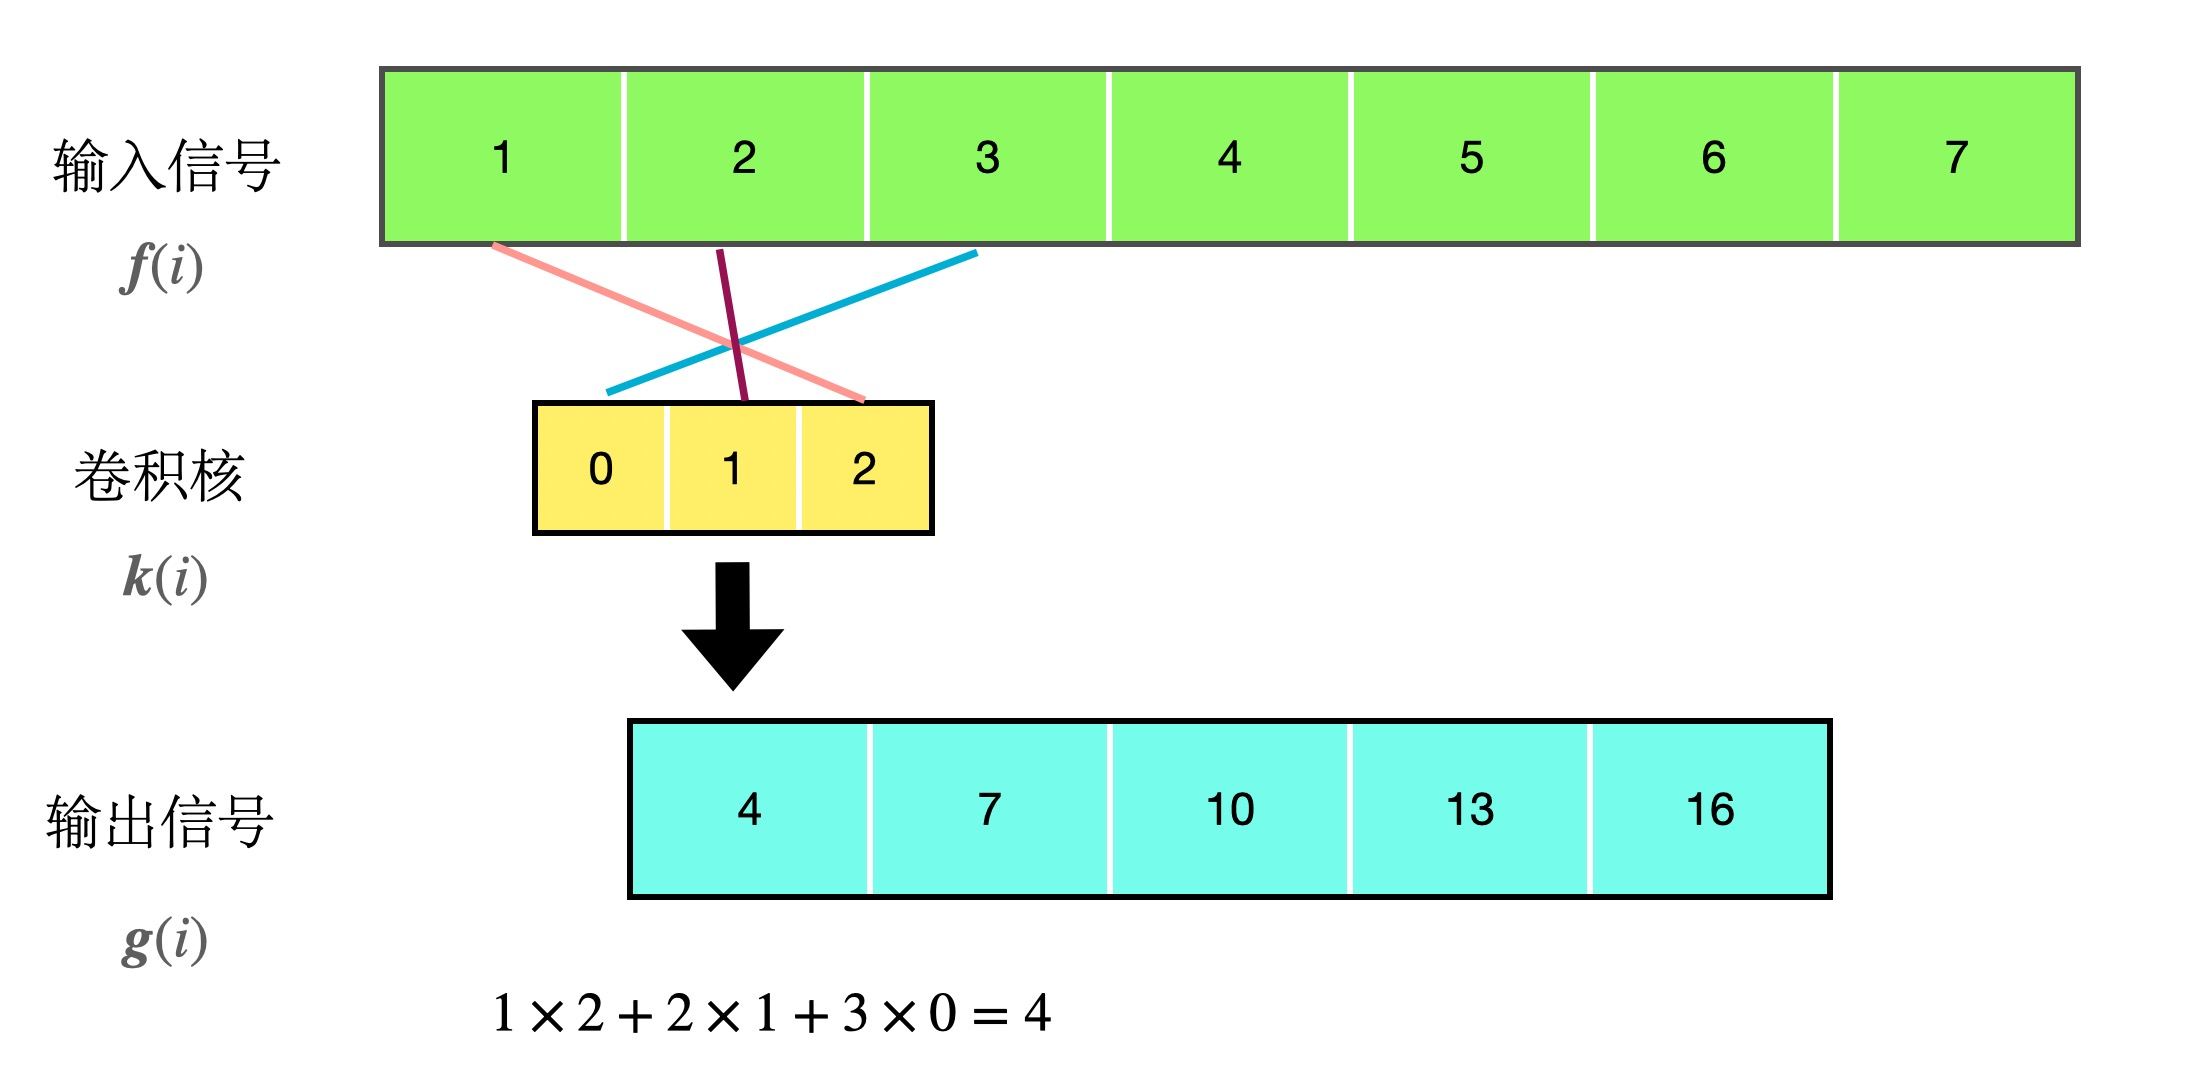 输入信号
f(i)
1 2 3 4 5 6 7
卷积核
k(i)
0 1 2
输出信号
g(i)
4 7 10 13 16
1 × 2 + 2 × 1 + 3 × 0 = 4